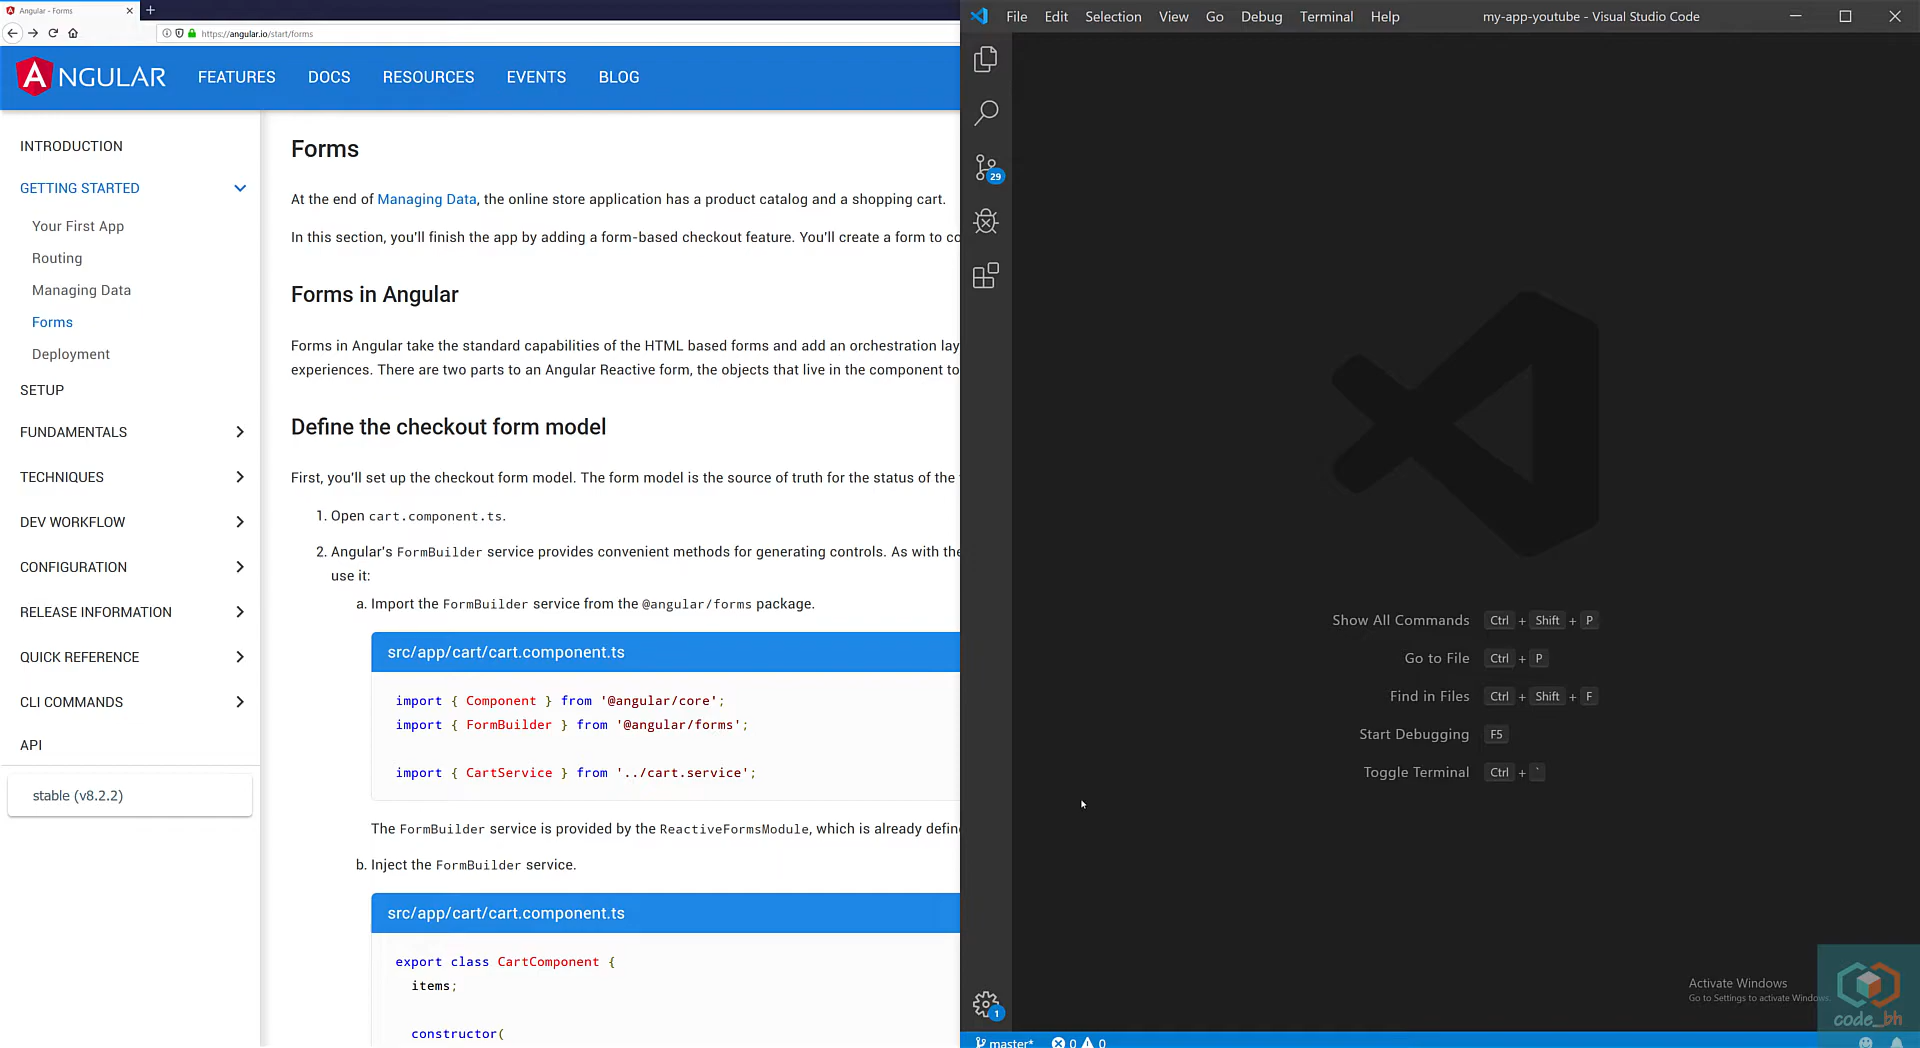 Angular - Forms
https://angular.io/start/forms
ANGULAR
FEATURES
DOCS
RESOURCES
EVENTS
BLOG
INTRODUCTION
GETTING STARTED
Your First App
Routing
Managing Data
Forms
Deployment
SETUP
FUNDAMENTALS
TECHNIQUES
DEV WORKFLOW
CONFIGURATION
RELEASE INFORMATION
QUICK REFERENCE
CLI COMMANDS
API
stable (v8.2.2)
Forms
At the end of Managing Data, the online store application has a product catalog and a shopping cart.
In this section, you'll finish the app by adding a form-based checkout feature. You'll create a form to co
Forms in Angular
Forms in Angular take the standard capabilities of the HTML based forms and add an orchestration lay
experiences. There are two parts to an Angular Reactive form, the objects that live in the component to
Define the checkout form model
First, you'll set up the checkout form model. The form model is the source of truth for the status of the
1. Open cart.component.ts.
2. Angular's FormBuilder service provides convenient methods for generating controls. As with the
use it:
a. Import the FormBuilder service from the @angular/forms package.
src/app/cart/cart.component.ts
import { Component } from '@angular/core';
import { FormBuilder } from '@angular/forms';
import { CartService } from '../cart.service';
The FormBuilder service is provided by the ReactiveFormsModule, which is already defin
b. Inject the FormBuilder service.
src/app/cart/cart.component.ts
export class CartComponent {
items;
constructor(
File Edit Selection View Go Debug Terminal Help
my-app-youtube - Visual Studio Code
29
Show All Commands Ctrl + Shift + P
Go to File Ctrl + P
Find in Files Ctrl + Shift + F
Start Debugging F5
Toggle Terminal Ctrl + `
Activate Windows
Go to Settings to activate Windows.
code_bh
1
master* 0 0